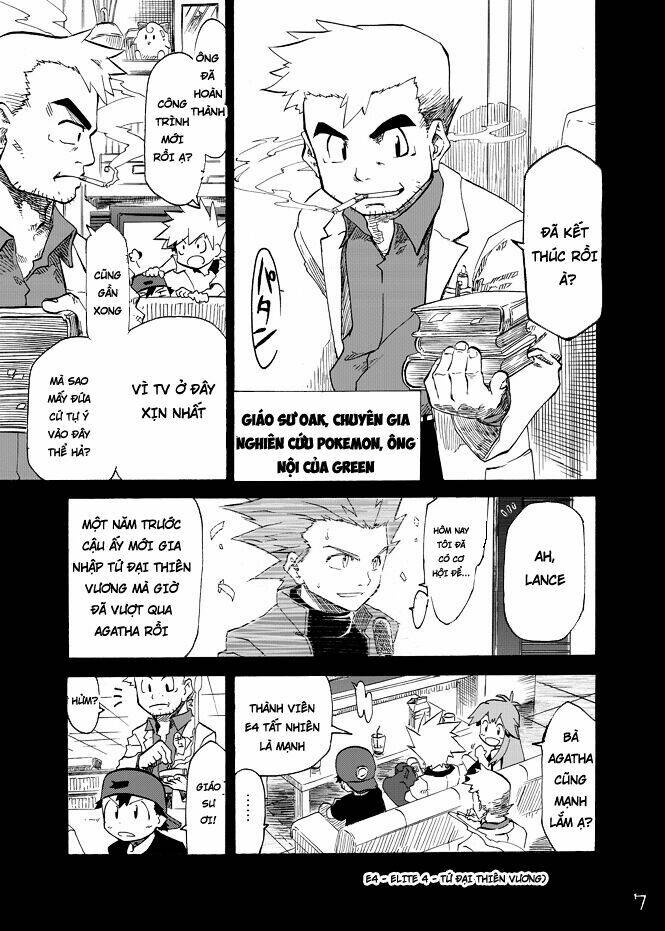 ĐÃ KẾT
THÚC RỒI
À?
パタン
GIÁO SƯ OAK, CHUYÊN GIA
NGHIÊN CỨU POKEMON, ÔNG
NỘI CỦA GREEN
ÔNG
ĐÃ
HOÀN
THÀNH
CÔNG
TRÌNH
MỚI
RỒI Ạ?
CŨNG
GẦN
XONG
VÌ TV Ở ĐÂY
XỊN NHẤT
MÀ SAO
MẤY ĐỨA
CỨ TỰ Ý
VÀO ĐÂY
THẾ HẢ?
AH,
LANCE
HÔM NAY
TÔI ĐÃ
CÓ CƠ
HỘI ĐỂ...
MỘT NĂM TRƯỚC
CẬU ẤY MỚI GIA
NHẬP TỨ ĐẠI THIÊN
VƯƠNG MÀ GIỜ
ĐÃ VƯỢT QUA
AGATHA RỒI
BÀ
AGATHA
CŨNG
MẠNH
LẮM Ạ?
THÀNH VIÊN
E4 TẤT NHIÊN
LÀ MẠNH
HỬM?
GIÁO
SƯ
ƠI!
E4 - ELITE 4 - TỨ ĐẠI THIÊN VƯƠNG)
7